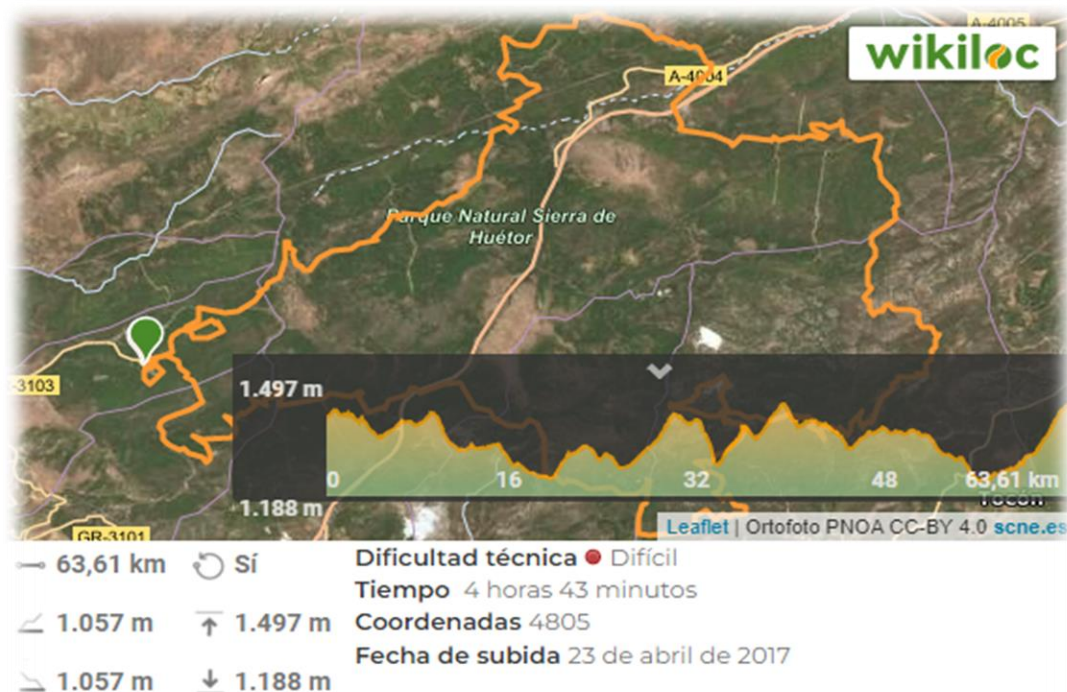 A-4005
wikiloc
A-4004
Parque Natural Sierra de
Huétor
-3103
1.497 m
0 16 32 48 63,61 km
1.188 m
Tocón
GR-3101
Leaflet | Ortofoto PNOA CC-BY 4.0 scne.es
63,61 km Sí
Dificultad técnica Difícil
Tiempo 4 horas 43 minutos
1.057 m 1.497 m
Coordenadas 4805
Fecha de subida 23 de abril de 2017
1.057 m 1.188 m